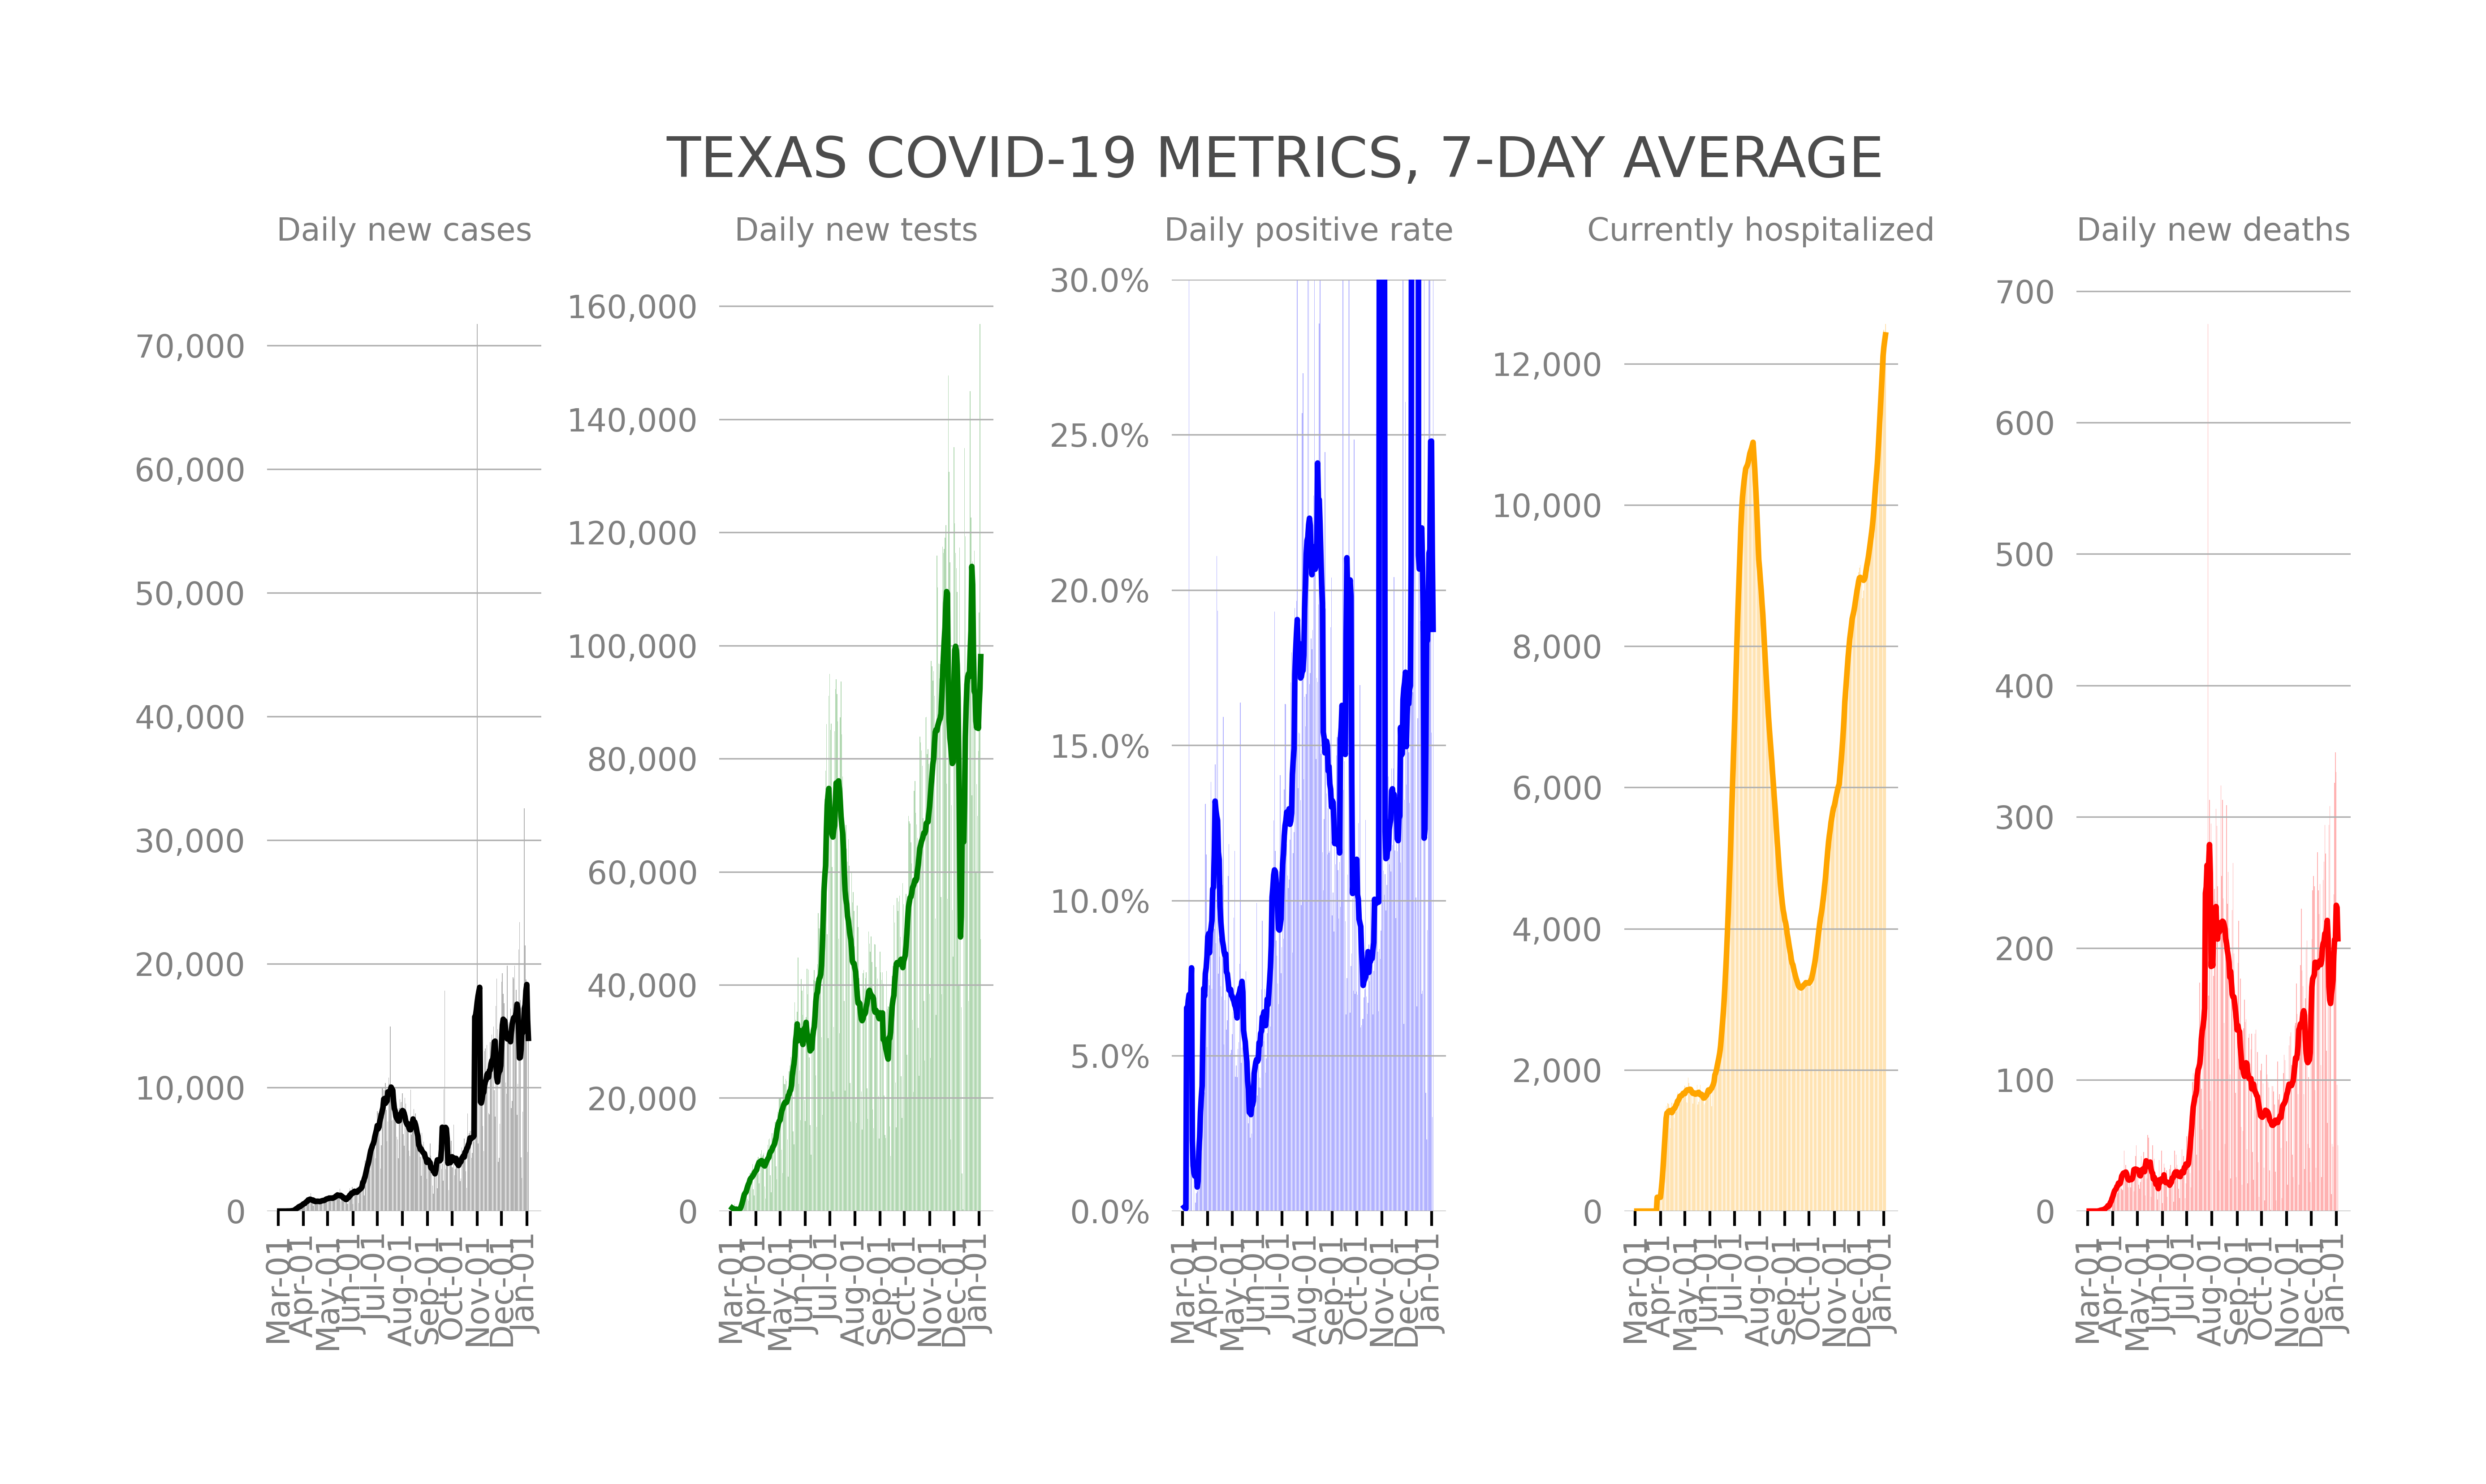 TEXAS COVID-19 METRICS, 7-DAY AVERAGE
Daily new cases
70,000
60,000
50,000
40,000
30,000
20,000
10,000
0
Mar-01
Apr-01
May-01
Jun-01
Jul-01
Aug-01
Sep-01
Oct-01
Nov-01
Dec-01
Jan-01
Daily new tests
160,000
140,000
120,000
100,000
80,000
60,000
40,000
20,000
0
Mar-01
Apr-01
May-01
Jun-01
Jul-01
Aug-01
Sep-01
Oct-01
Nov-01
Dec-01
Jan-01
Daily positive rate
30.0%
25.0%
20.0%
15.0%
10.0%
5.0%
0.0%
Mar-01
Apr-01
May-01
Jun-01
Jul-01
Aug-01
Sep-01
Oct-01
Nov-01
Dec-01
Jan-01
Currently hospitalized
12,000
10,000
8,000
6,000
4,000
2,000
0
Mar-01
Apr-01
May-01
Jun-01
Jul-01
Aug-01
Sep-01
Oct-01
Nov-01
Dec-01
Jan-01
Daily new deaths
700
600
500
400
300
200
100
0
Mar-01
Apr-01
May-01
Jun-01
Jul-01
Aug-01
Sep-01
Oct-01
Nov-01
Dec-01
Jan-01